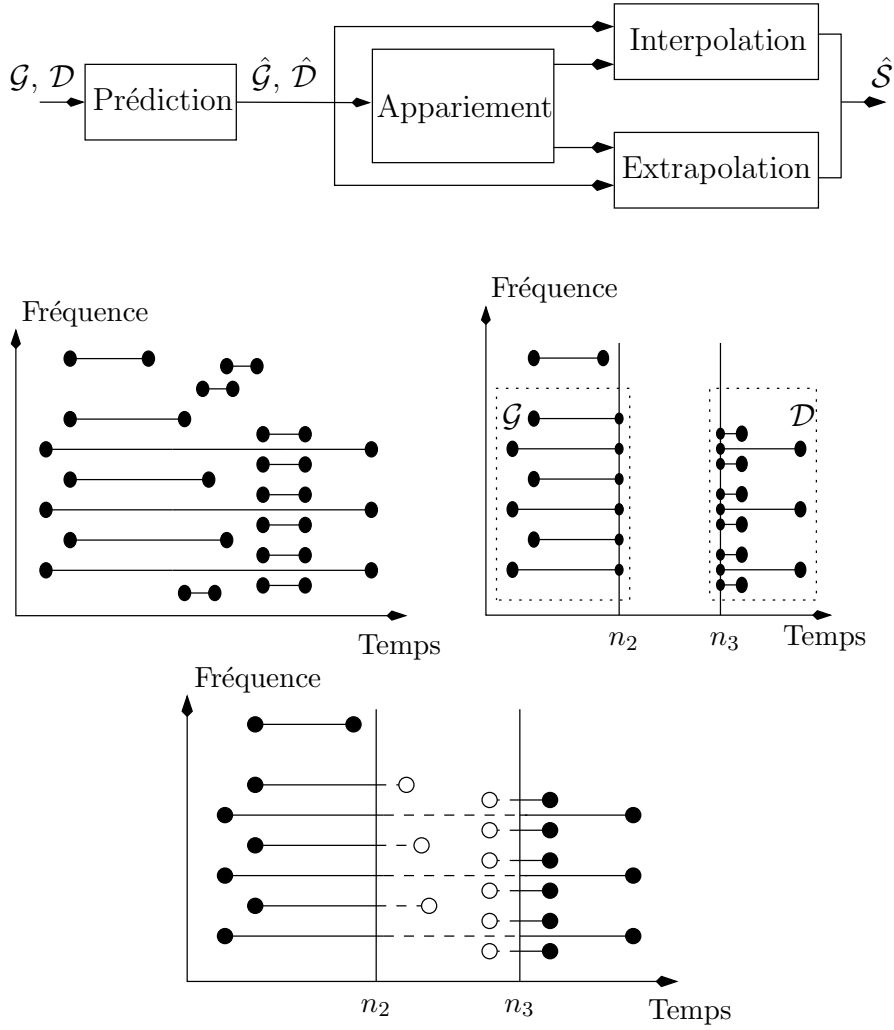 𝒢, 𝒟
Prédiction
𝒢̂, 𝒟̂
Appariement
Interpolation
Extrapolation
𝒮̂
Fréquence
Temps
Fréquence
𝒢
𝒟
n₂
n₃
Temps
Fréquence
n₂
n₃
Temps